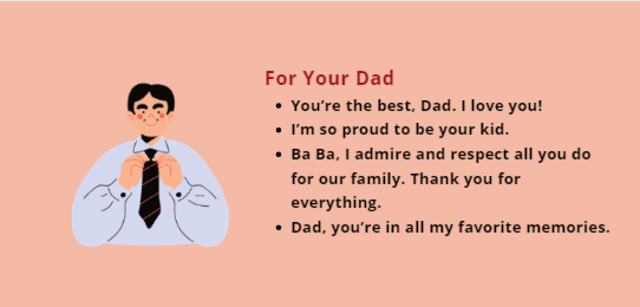 For Your Dad
• You're the best, Dad. I love you!
• I'm so proud to be your kid.
• Ba Ba, I admire and respect all you do
for our family. Thank you for
everything.
• Dad, you're in all my favorite memories.